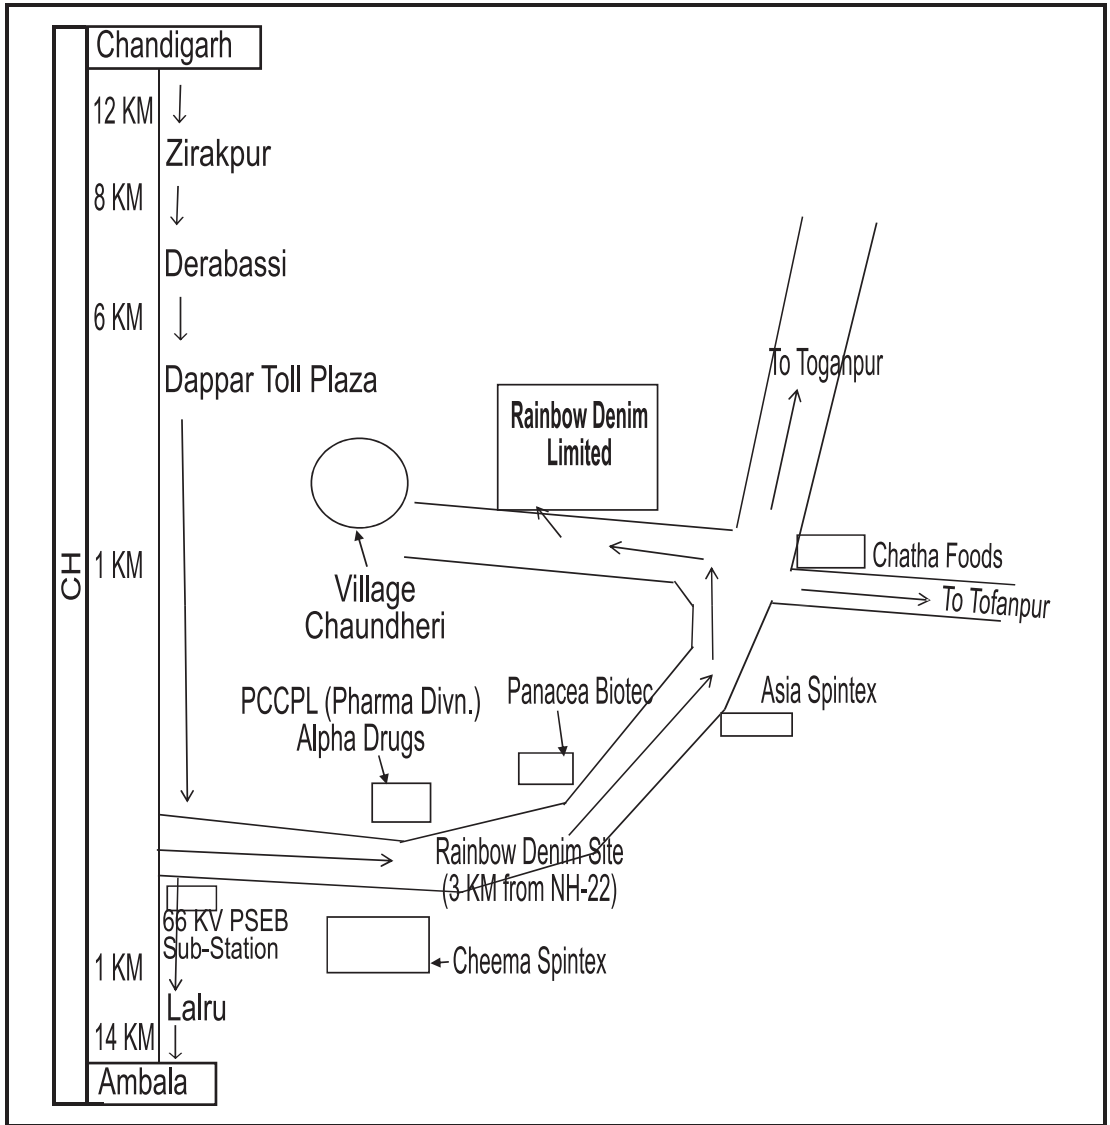 Chandigarh
12 KM
Zirakpur
8 KM
Derabassi
6 KM
Dappar Toll Plaza
CH
1 KM
To Toganpur
Rainbow Denim
Limited
Village
Chaundheri
Chatha Foods
To Tofanpur
PCCPL (Pharma Divn.)
Alpha Drugs
Panacea Biotec
Asia Spintex
Rainbow Denim Site
(3 KM from NH-22)
66 KV PSEB
Sub-Station
Cheema Spintex
1 KM
Lalru
14 KM
Ambala